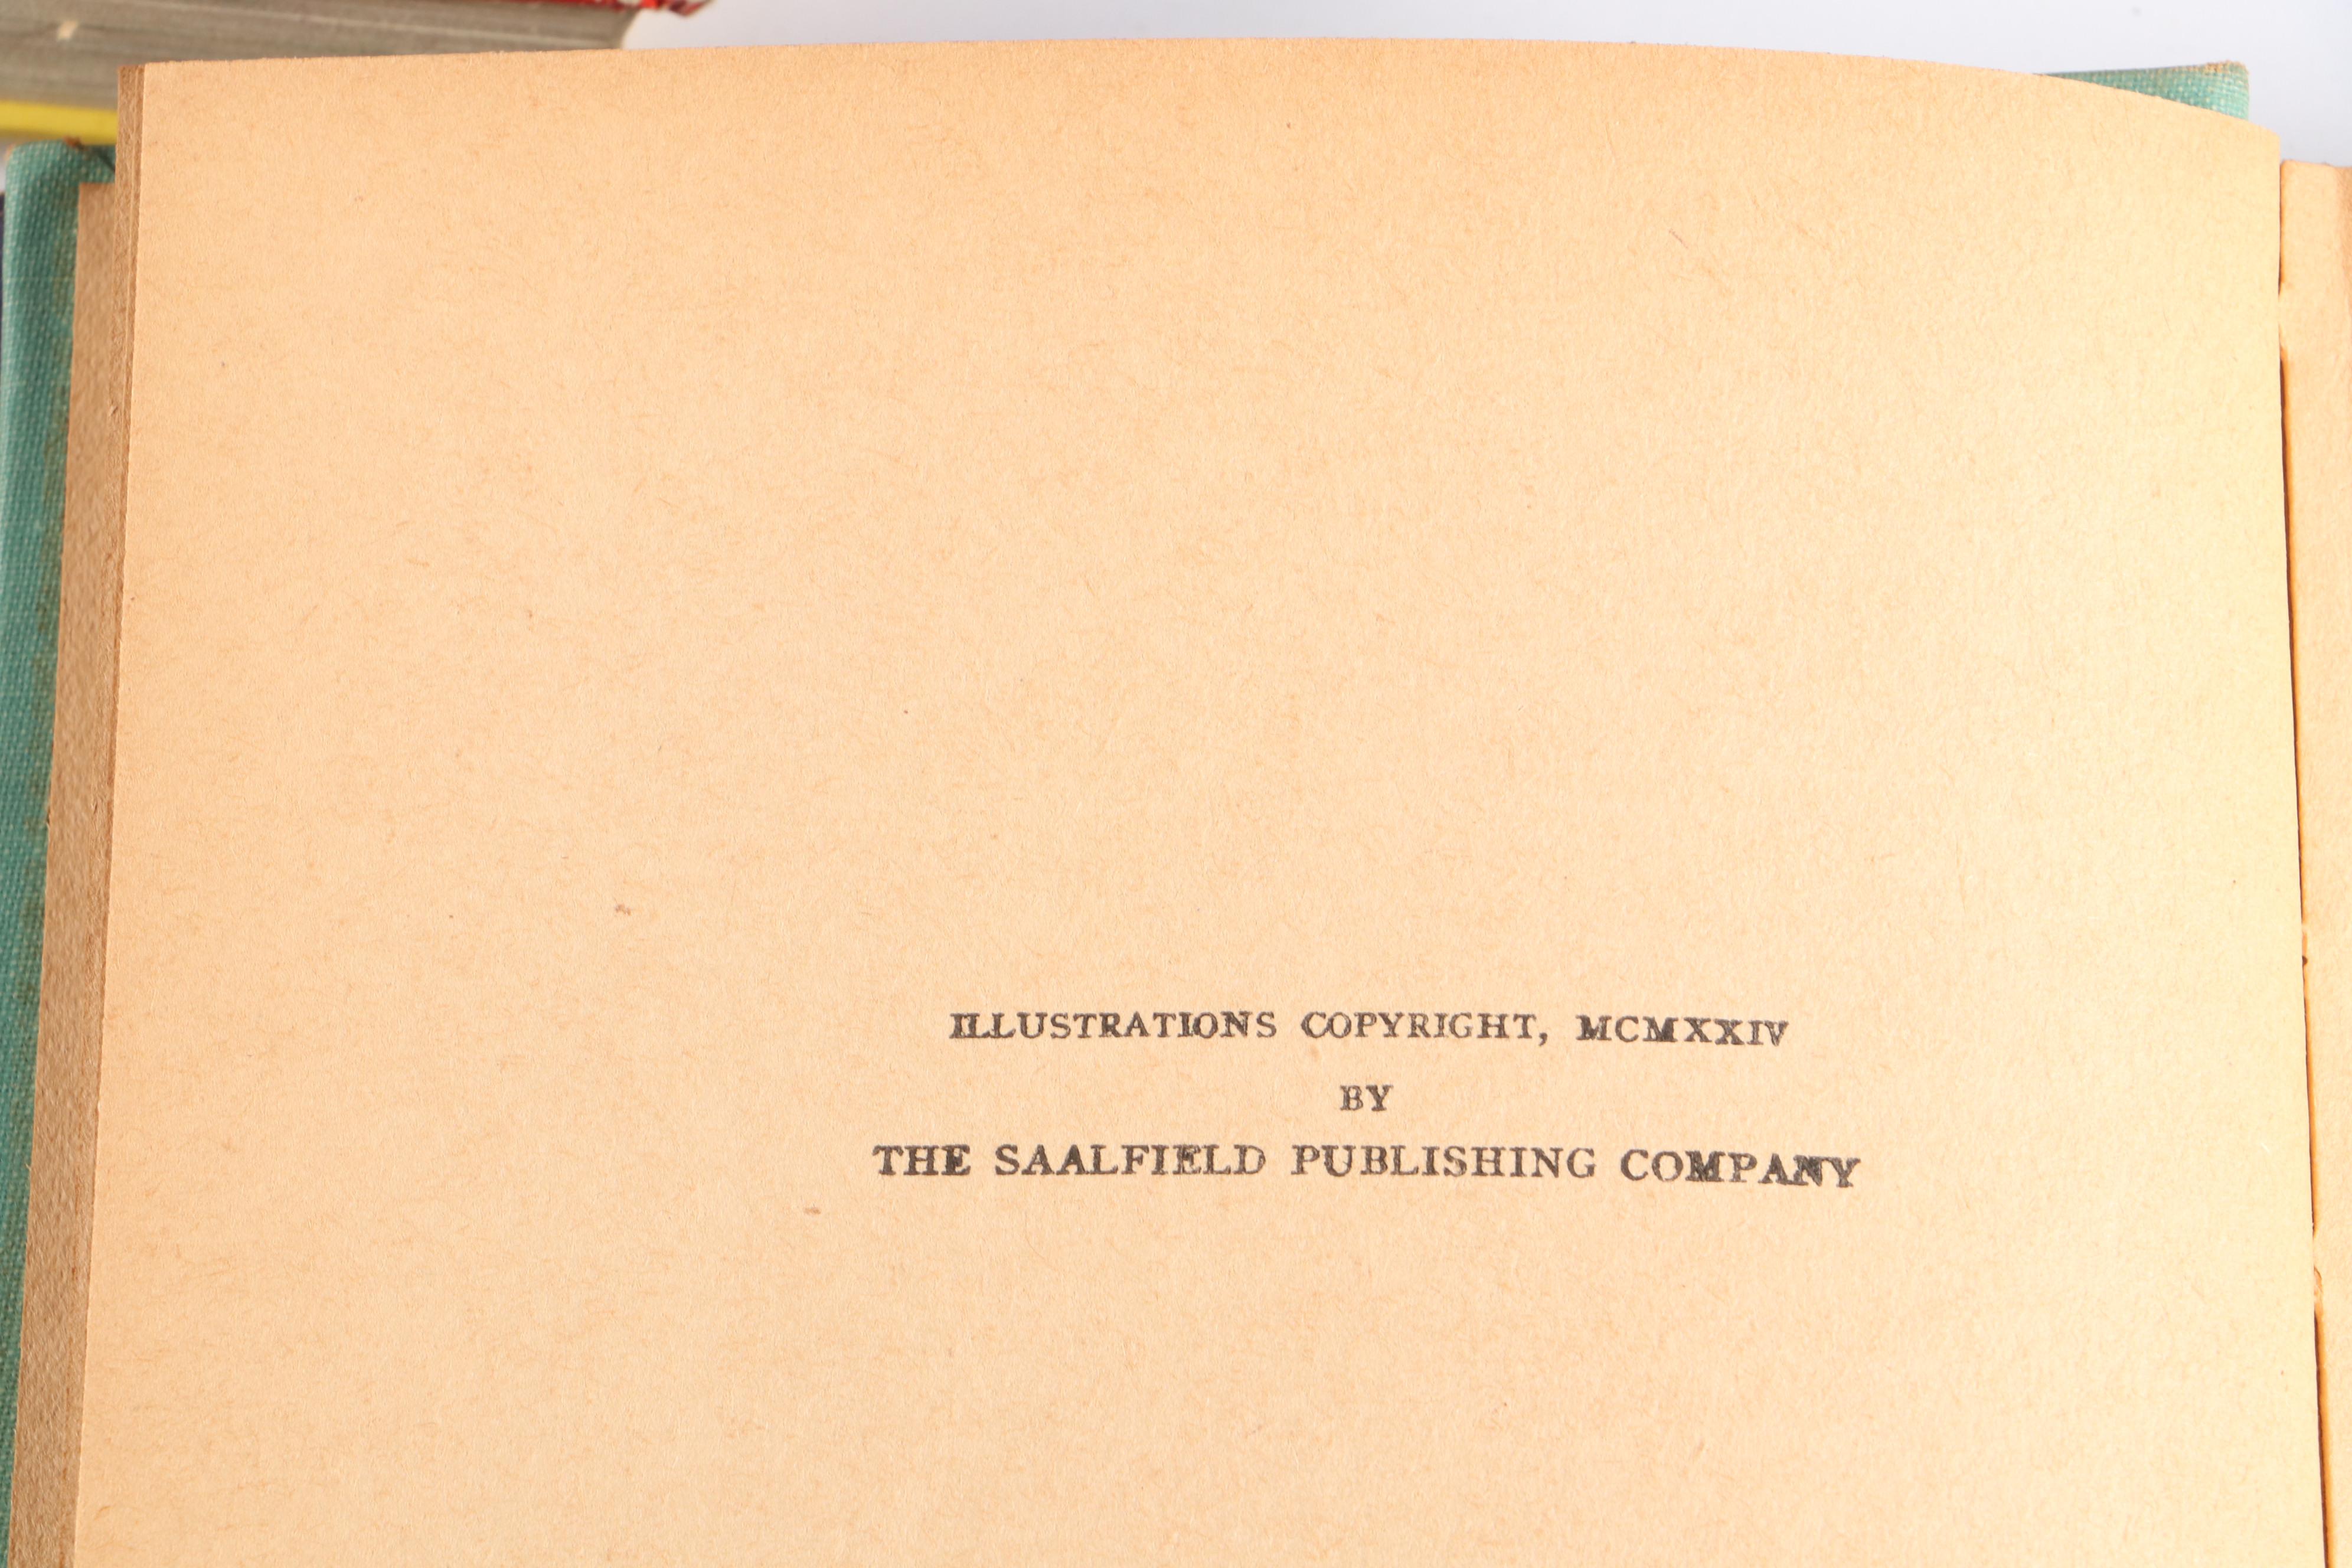 ILLUSTRATIONS COPYRIGHT, MCMXXIV
BY
THE SAALFIELD PUBLISHING COMPANY